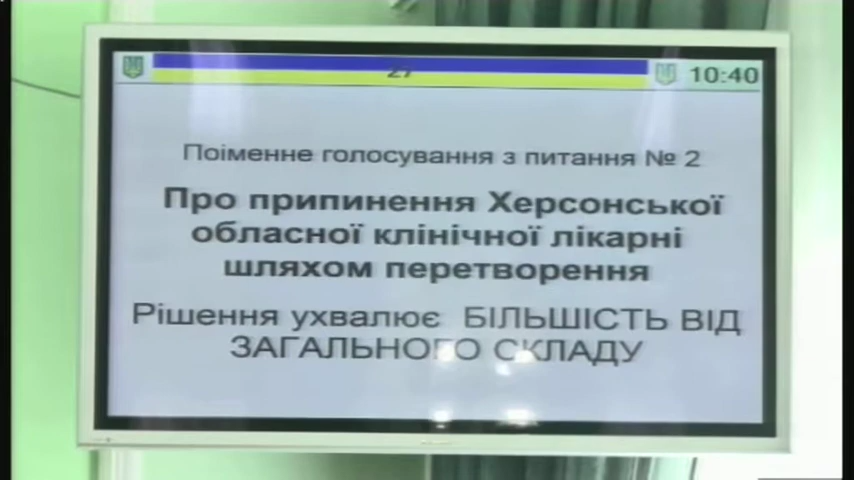 27
10:40
Поіменне голосування з питання № 2
Про припинення Херсонської
обласної клінічної лікарні
шляхом перетворення
Рішення ухвалює БІЛЬШІСТЬ ВІД
ЗАГАЛЬНОГО СКЛАДУ